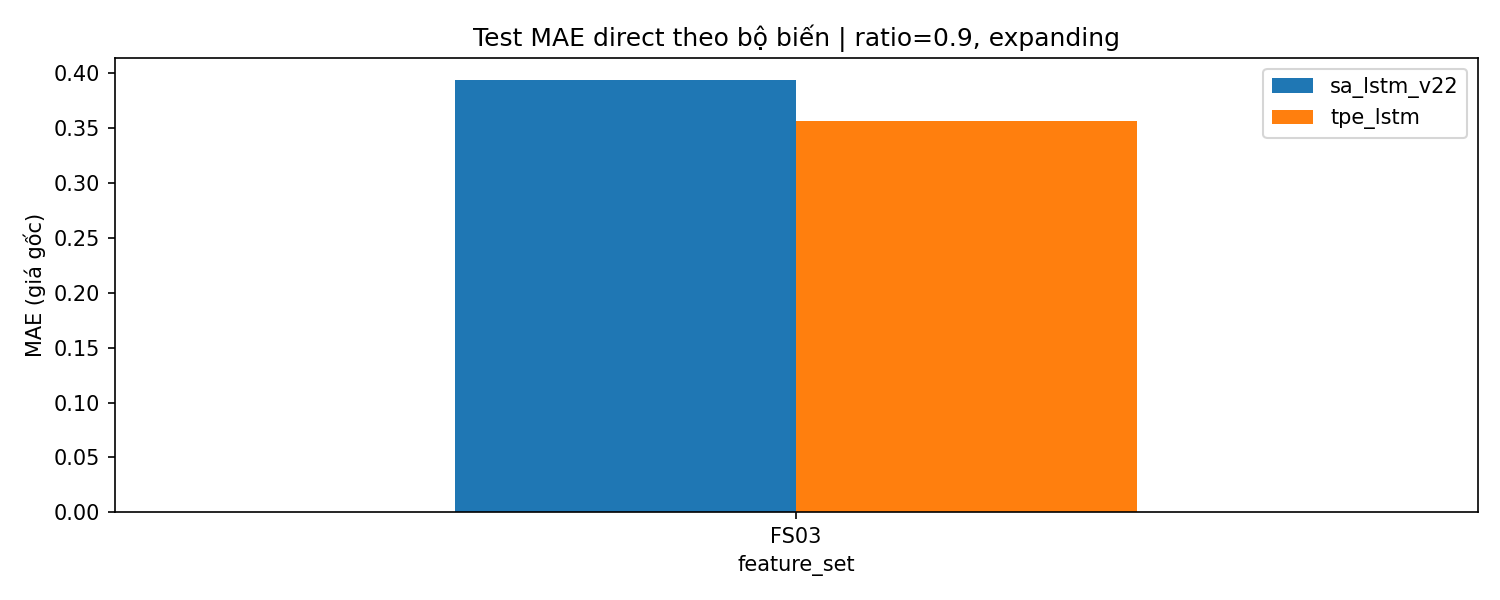 Test MAE direct theo bộ biến | ratio=0.9, expanding
sa_lstm_v22
tpe_lstm
MAE (giá gốc)
0.40
0.35
0.30
0.25
0.20
0.15
0.10
0.05
0.00
FS03
feature_set